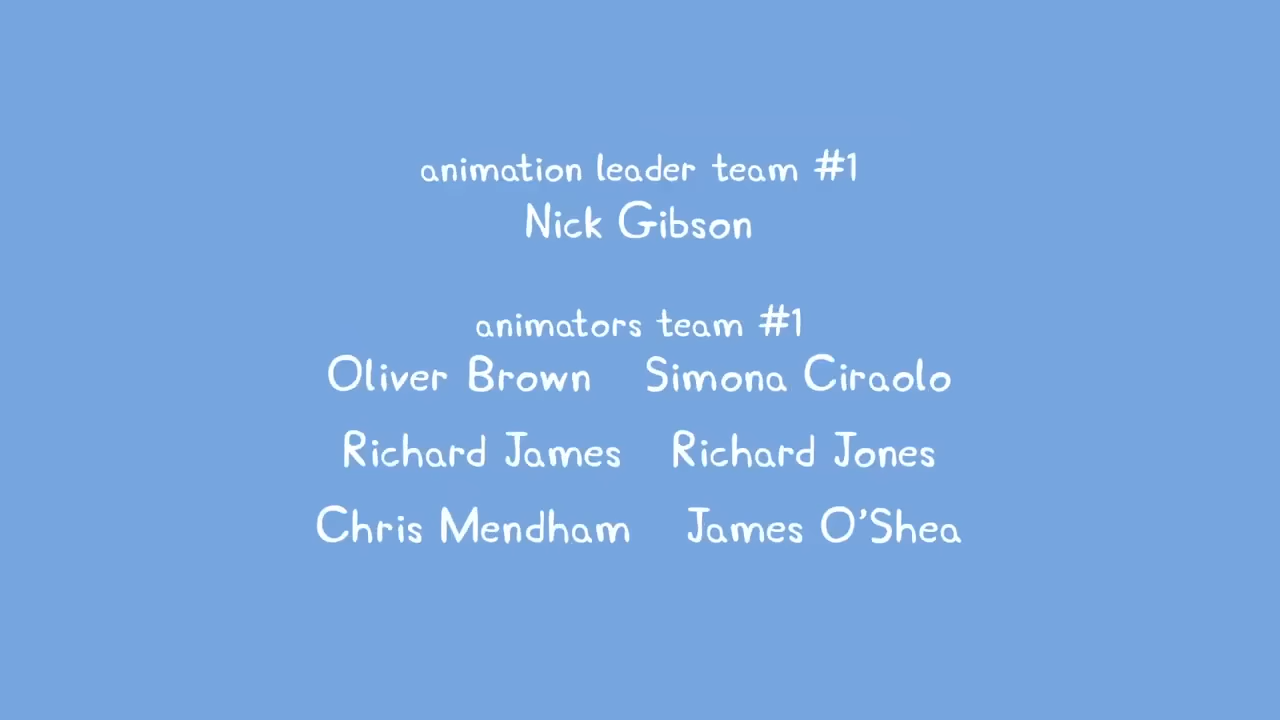 animation leader team #1
Nick Gibson
animators team #1
Oliver Brown Simona Ciraolo
Richard James Richard Jones
Chris Mendham James O'Shea